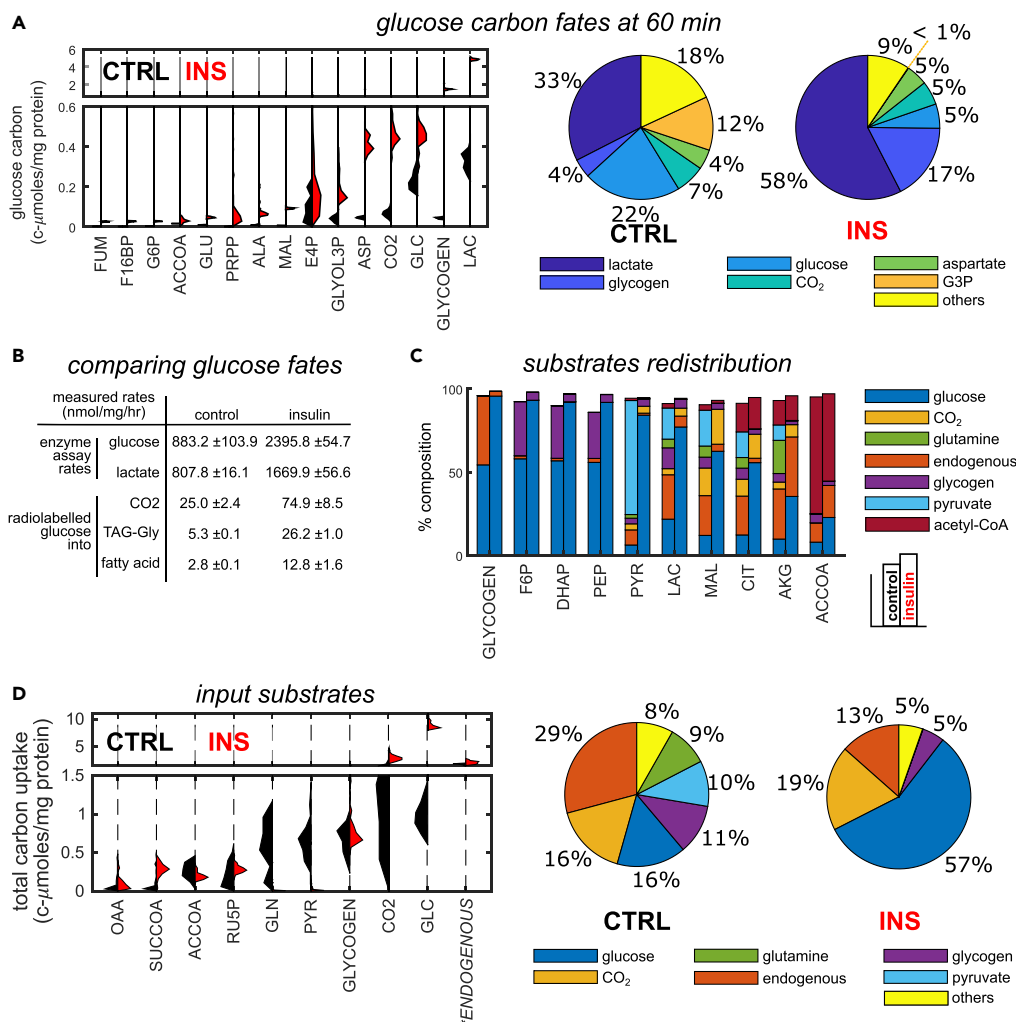 A
glucose carbon fates at 60 min
CTRL INS
glucose carbon
(c-μmoles/mg protein)
6
4
2
0.6
0.4
0.2
0
FUM
F16BP
G6P
ACCOA
GLU
PRPP
ALA
MAL
E4P
GLYOL3P
ASP
CO2
GLC
GLYCOGEN
LAC
33%
18%
12%
4%
7%
22%
4%
CTRL
9%
< 1%
5%
5%
5%
17%
58%
INS
lactate
glycogen
glucose
CO2
aspartate
G3P
others
B
comparing glucose fates
measured rates
(nmol/mg/hr)
control
insulin
enzyme
assay
rates
glucose 883.2 ±103.9 2395.8 ±54.7
lactate 807.8 ±16.1 1669.9 ±56.6
radiolabelled
glucose
into
CO2 25.0 ±2.4 74.9 ±8.5
TAG-Gly 5.3 ±0.1 26.2 ±1.0
fatty acid 2.8 ±0.1 12.8 ±1.6
C
substrates redistribution
% composition
100
50
0
GLYCOGEN
F6P
DHAP
PEP
PYR
LAC
MAL
CIT
AKG
ACCOA
glucose
CO2
glutamine
endogenous
glycogen
pyruvate
acetyl-CoA
control
insulin
D
input substrates
CTRL INS
total carbon uptake
(c-μmoles/mg protein)
10
5
1.5
1
0.5
0
OAA
SUCCOA
ACCOA
RU5P
GLN
PYR
GLYCOGEN
CO2
GLC
*ENDOGENOUS
29%
8%
9%
10%
11%
16%
16%
CTRL
13%
5%
5%
19%
57%
INS
glucose
CO2
glutamine
endogenous
glycogen
pyruvate
others